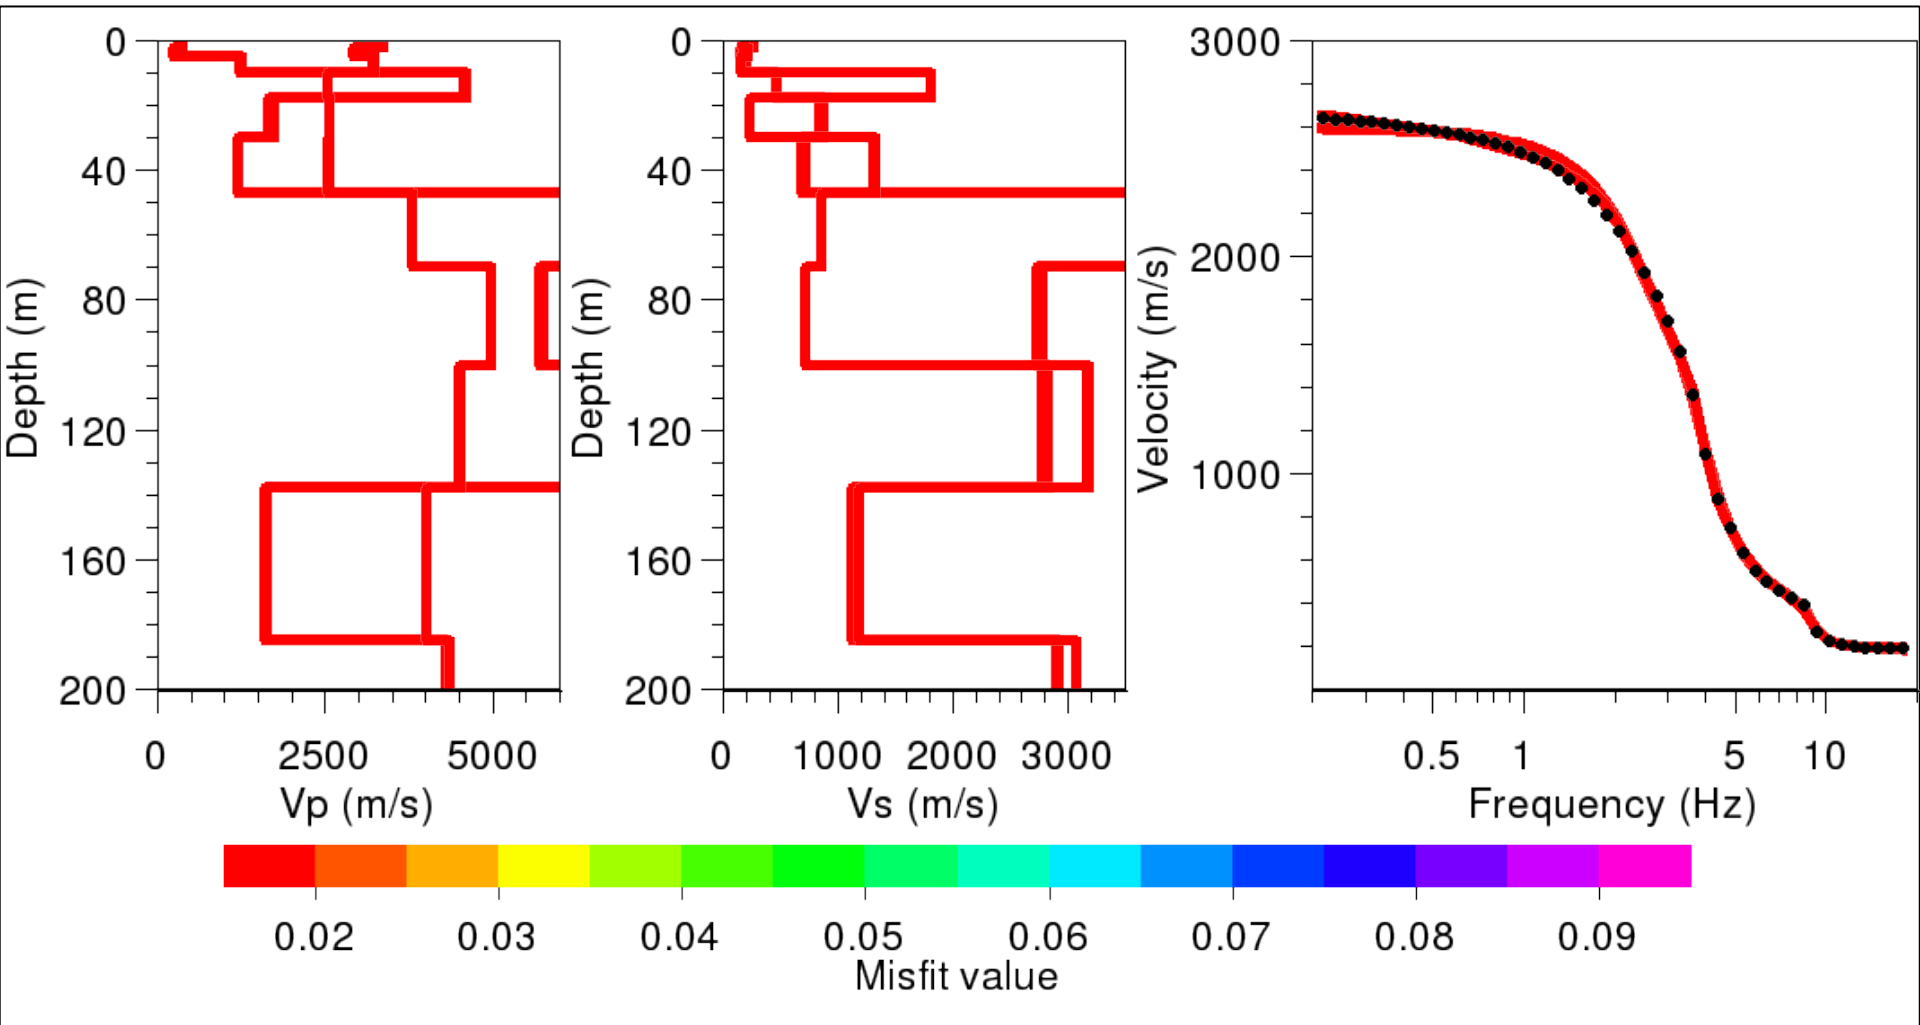 0
40
80
120
160
200
Depth (m)
0 2500 5000
Vp (m/s)
0
40
80
120
160
200
Depth (m)
0 1000 2000 3000
Vs (m/s)
3000
2000
1000
Velocity (m/s)
0.5 1 5 10
Frequency (Hz)
0.02 0.03 0.04 0.05 0.06 0.07 0.08 0.09
Misfit value